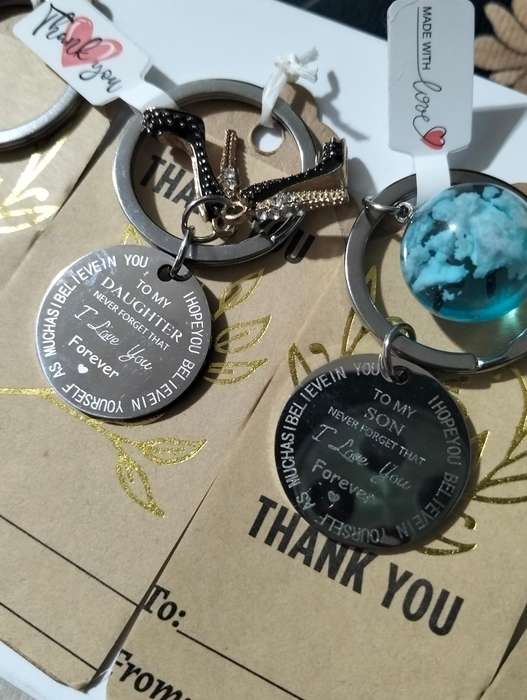 Thank
you
MADE WITH
love
THA
U
I HOPE YOU BELIEVE IN YOURSELF AS MUCH AS I BELIEVE IN YOU
TO MY
DAUGHTER
NEVER FORGET THAT
I Love You
Forever
I HOPE YOU BELIEVE IN YOURSELF AS MUCH AS I BELIEVE IN YOU
TO MY
SON
NEVER FORGET THAT
I Love You
Forever
THANK YOU
To:
From